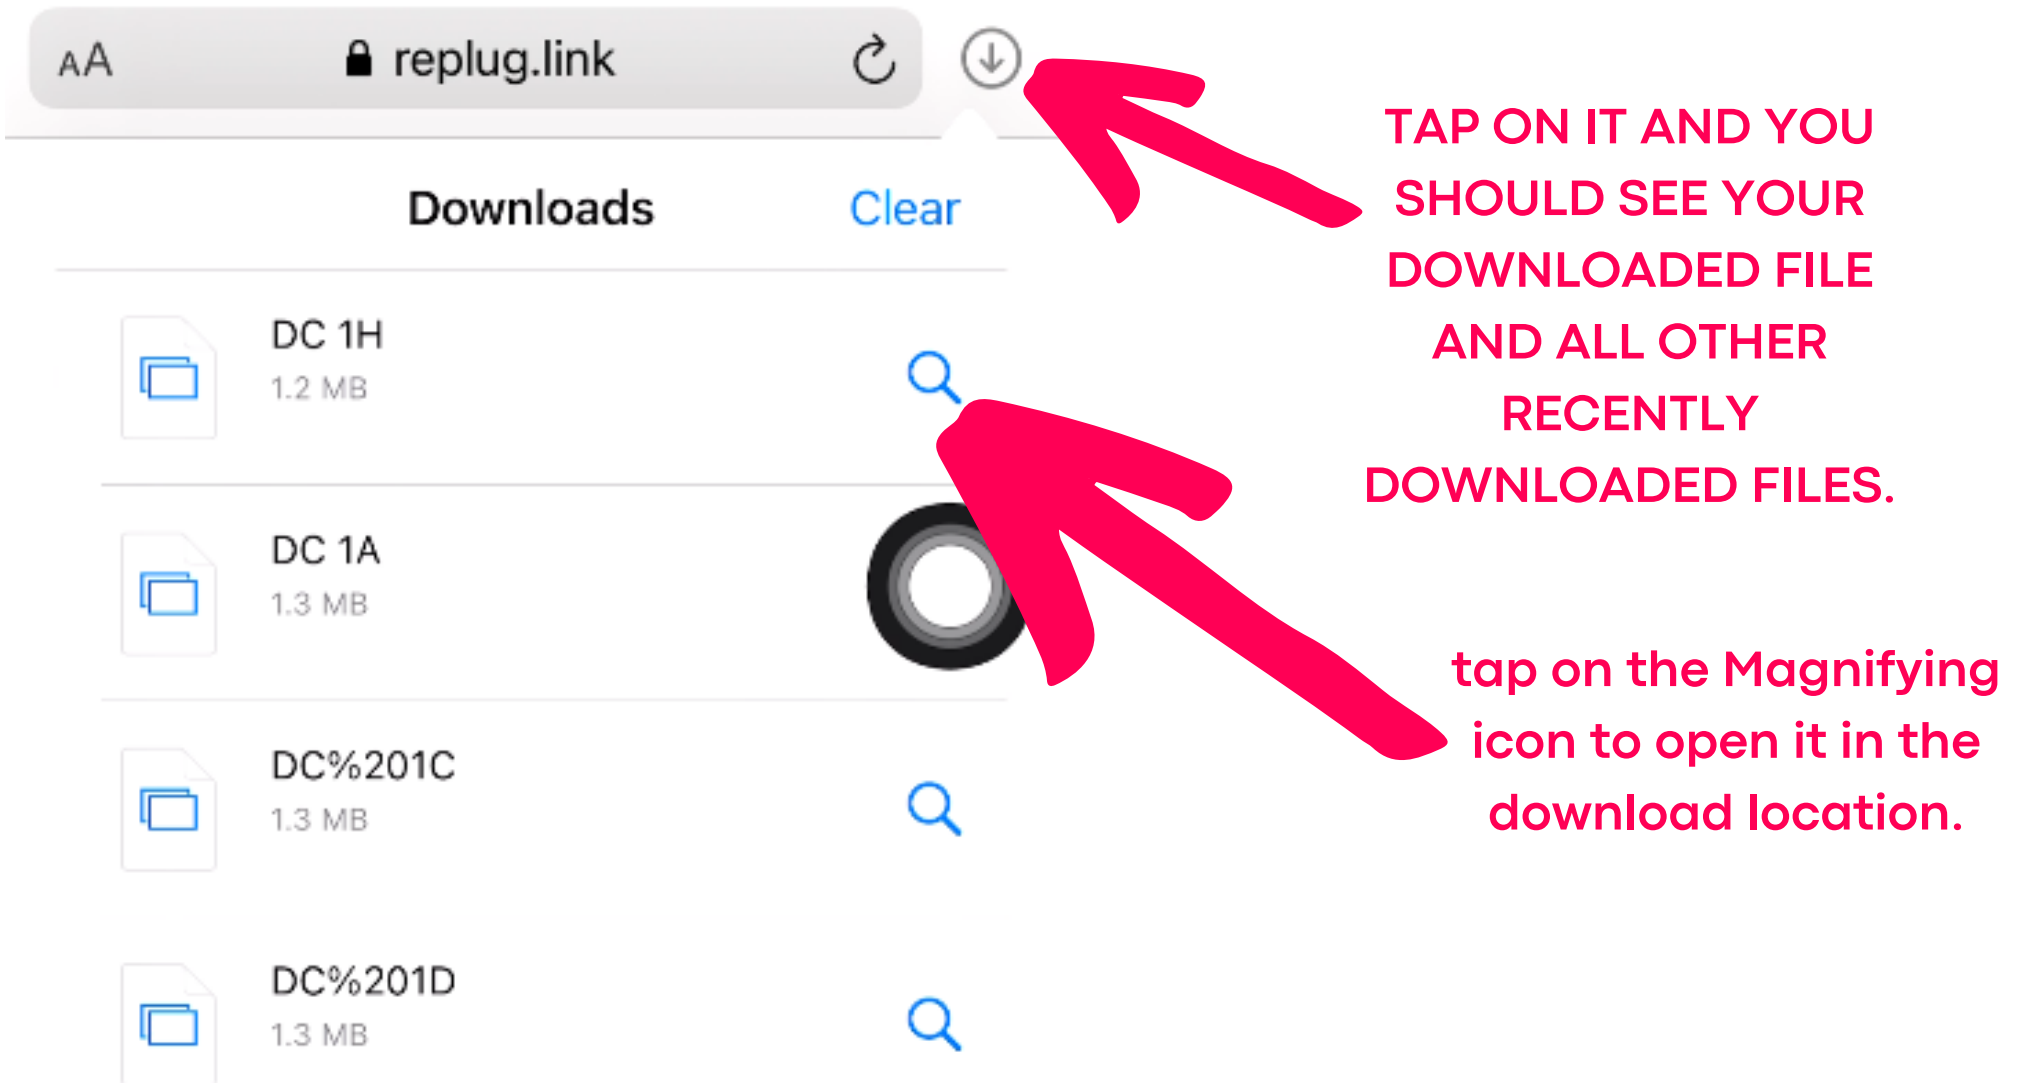 AA
replug.link
Downloads
Clear
DC 1H
1.2 MB
DC 1A
1.3 MB
DC%201C
1.3 MB
DC%201D
1.3 MB
TAP ON IT AND YOU
SHOULD SEE YOUR
DOWNLOADED FILE
AND ALL OTHER
RECENTLY
DOWNLOADED FILES.
tap on the Magnifying
icon to open it in the
download location.